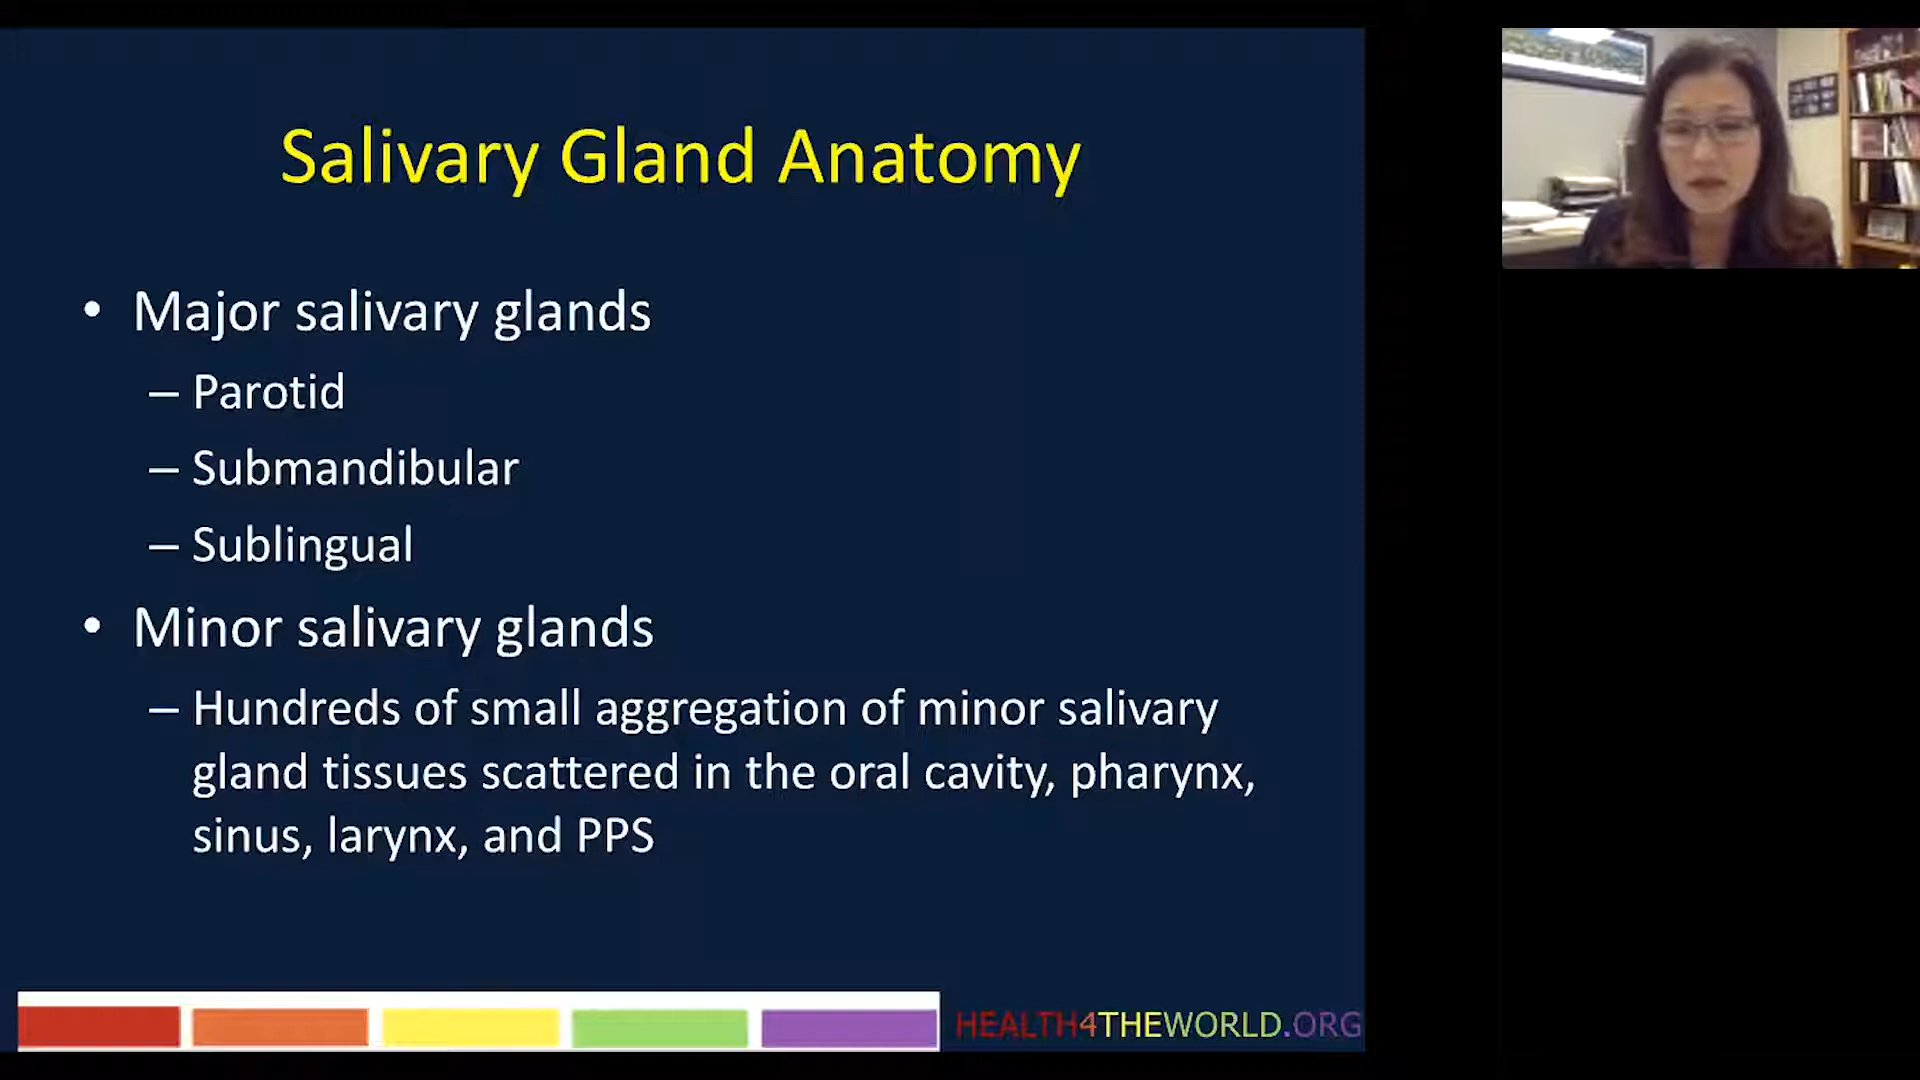 Salivary Gland Anatomy
• Major salivary glands
– Parotid
– Submandibular
– Sublingual
• Minor salivary glands
– Hundreds of small aggregation of minor salivary
gland tissues scattered in the oral cavity, pharynx,
sinus, larynx, and PPS
HEALTH4THEWORLD.ORG